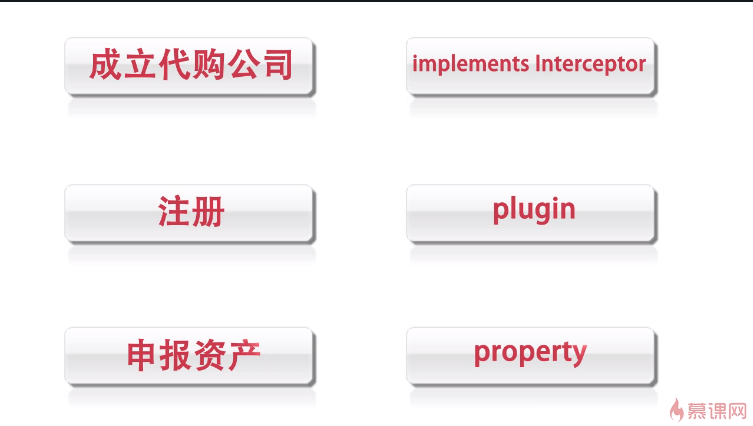 成立代购公司
implements Interceptor
注册
plugin
申报资产
property
慕课网